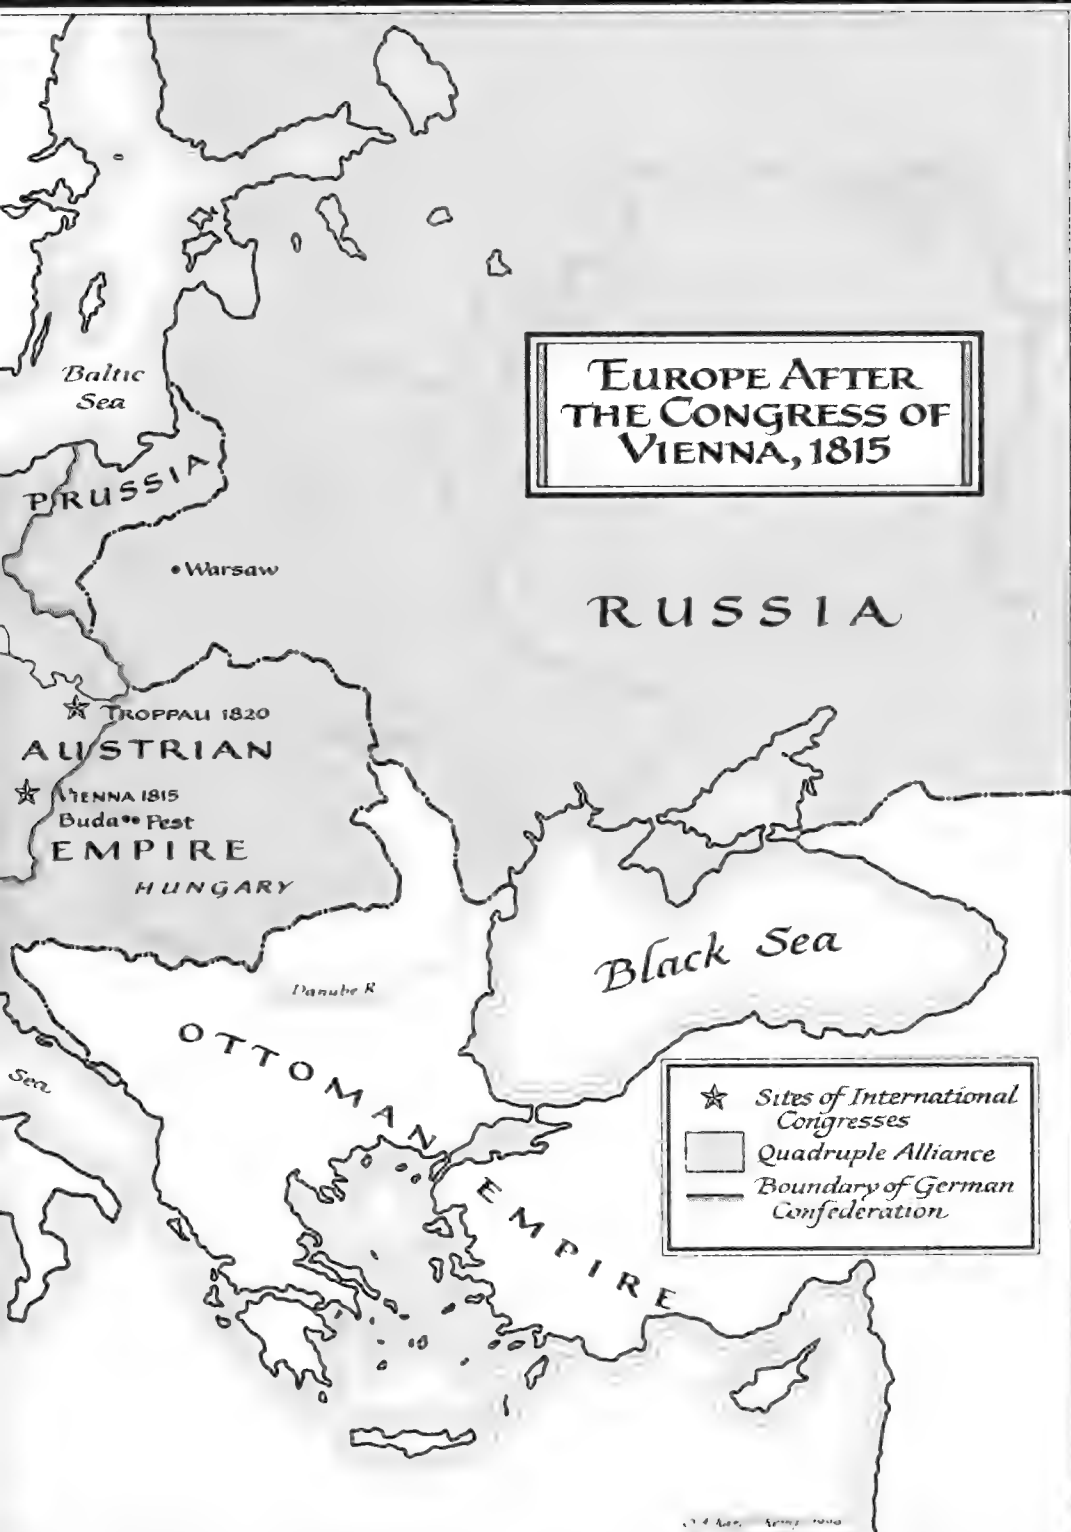 Baltic
Sea
EUROPE AFTER
THE CONGRESS OF
VIENNA, 1815
PRUSSIA
Warsaw
RUSSIA
TROPPAU 1820
AUSTRIAN
VIENNA 1815
Buda Pest
EMPIRE
HUNGARY
Black Sea
Danube R
OTTOMAN
EMPIRE
Sea
Sites of International
Congresses
Quadruple Alliance
Boundary of German
Confederation